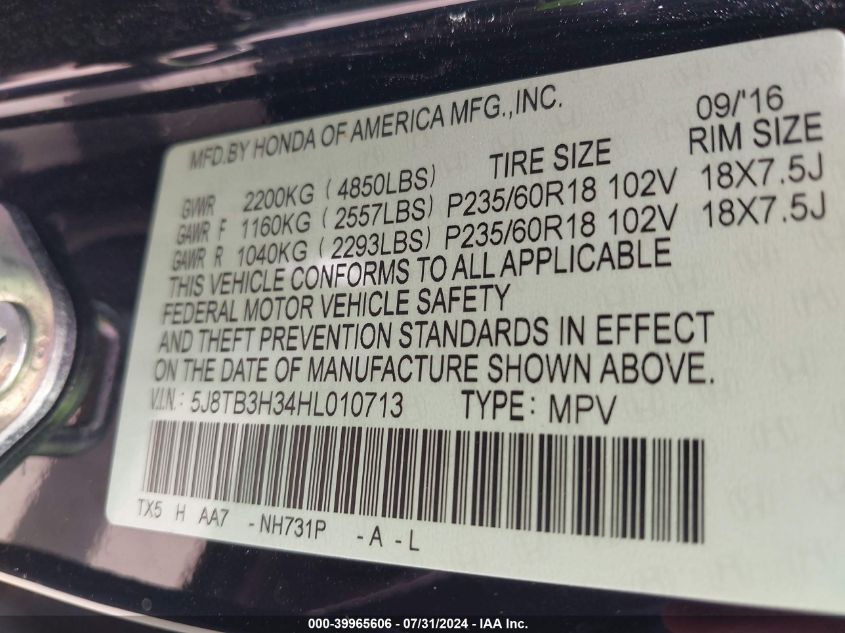 MFD.BY HONDA OF AMERICA MFG.,INC. 09/'16
TIRE SIZE RIM SIZE
GVWR 2200KG (4850LBS)
GAWR F 1160KG (2557LBS) P235/60R18 102V 18X7.5J
GAWR R 1040KG (2293LBS) P235/60R18 102V 18X7.5J
THIS VEHICLE CONFORMS TO ALL APPLICABLE
FEDERAL MOTOR VEHICLE SAFETY
AND THEFT PREVENTION STANDARDS IN EFFECT
ON THE DATE OF MANUFACTURE SHOWN ABOVE.
V.I.N.: 5J8TB3H34HL010713 TYPE: MPV
TX5 H AA7 - NH731P - A - L
000-39965606 / 07/31/2024 - IAA Inc.